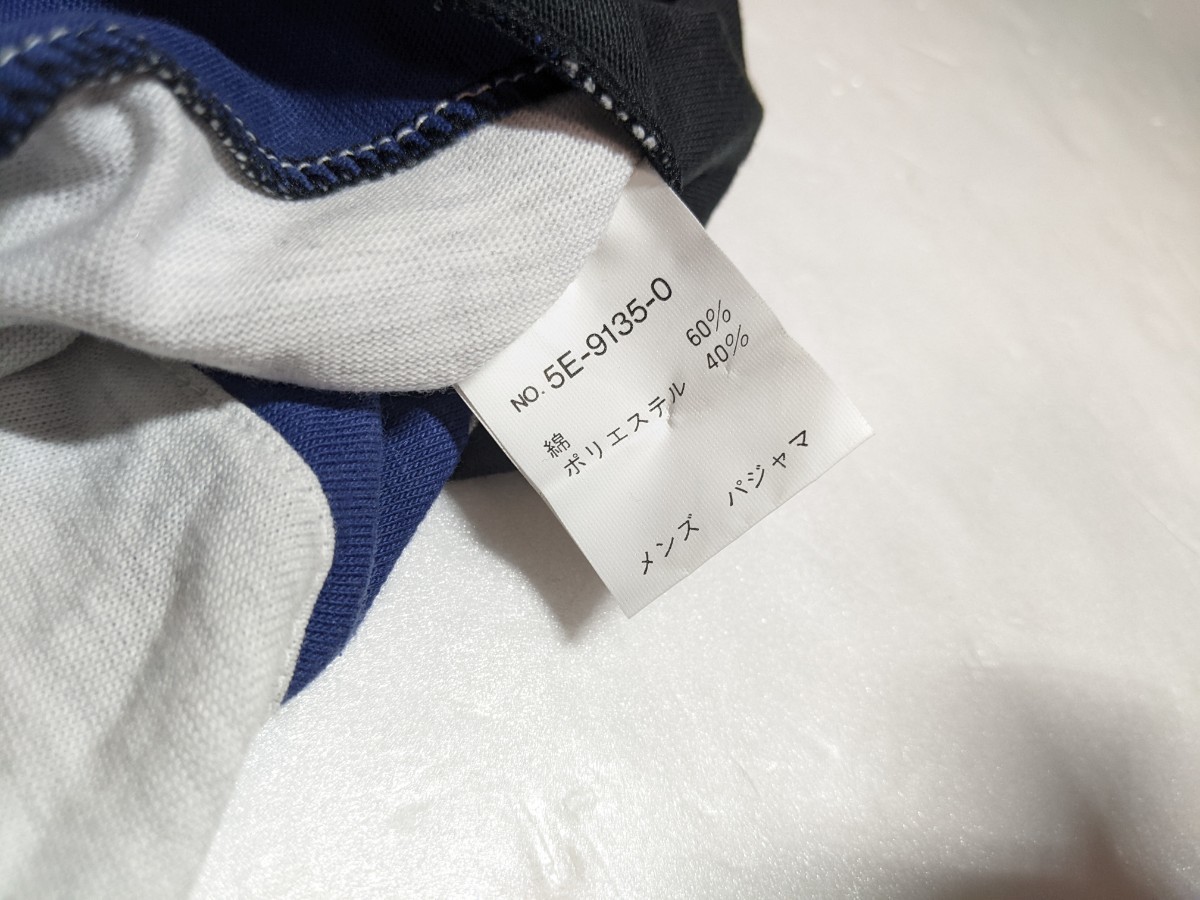 NO. 5E-9135-0
綿 60%
ポリエステル 40%
メンズ パジャマ